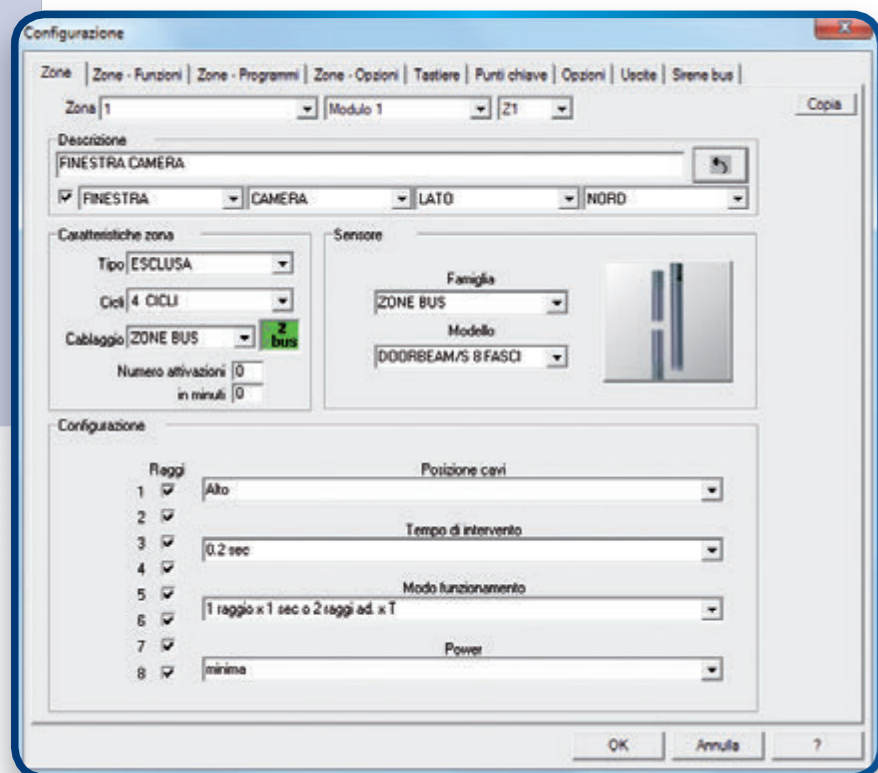 Configurazione
Zone Zone - Funzioni Zone - Programmi Zone - Opzioni Tastiere Punti chiave Opzioni Uscite Sirene bus
Zona 1 Modulo 1 Z1 Copia
Descrizione
FINESTRA CAMERA
FINESTRA CAMERA LATO NORD
Caratteristiche zona
Tipo ESCLUSA
Cicli 4 CICLI
Cablaggio ZONE BUS Z bus
Numero attivazioni 0
in minuti 0
Sensore
Famiglia
ZONE BUS
Modello
DOORBEAM/S 8 FASCI
Configurazione
Raggi
1
2
3
4
5
6
7
8
Posizione cavi
Alto
Tempo di intervento
0.2 sec
Modo funzionamento
1 raggio x 1 sec o 2 raggi ad. x T
Power
minima
OK Annulla ?